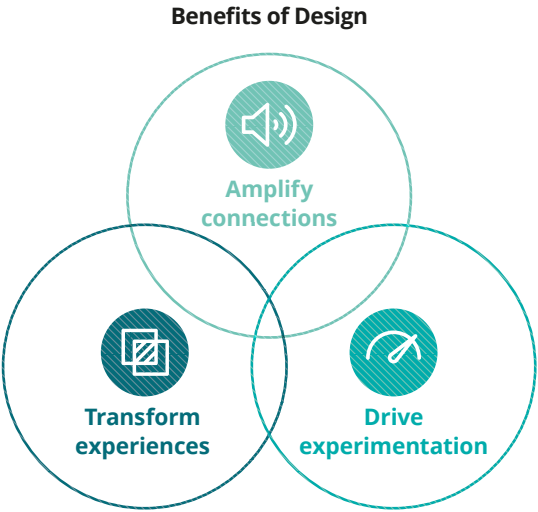 Benefits of Design
Amplify
connections
Transform
experiences
Drive
experimentation